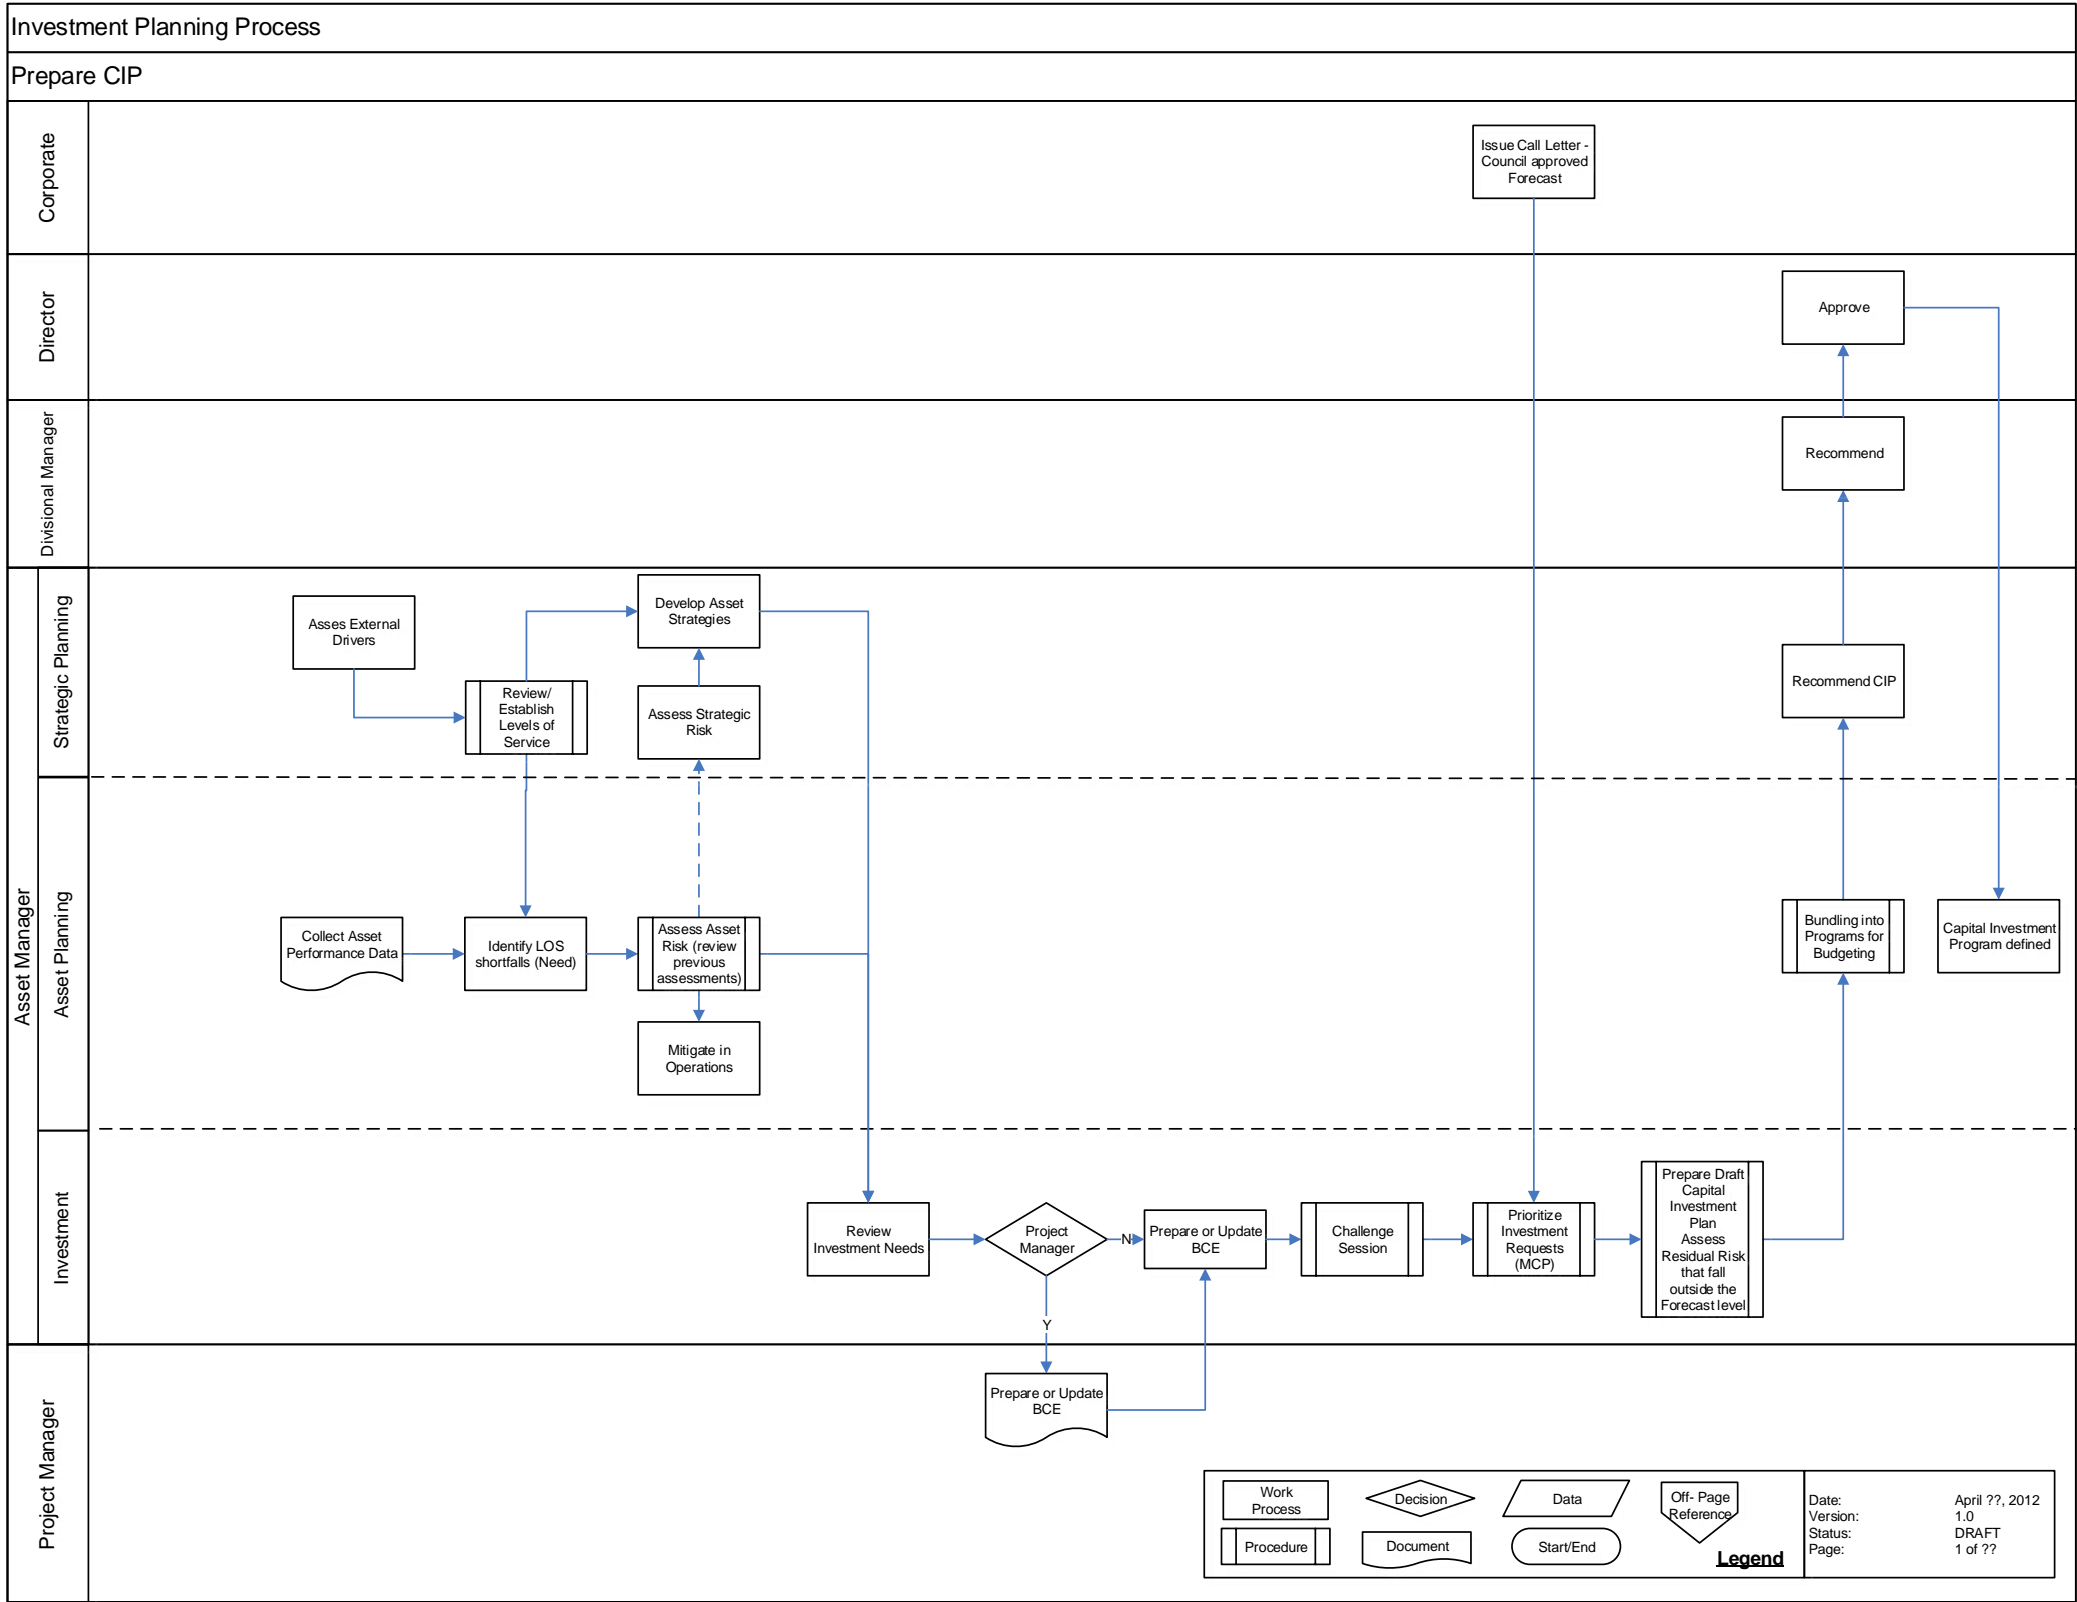 Investment Planning Process
Prepare CIP
Corporate
Issue Call Letter -
Council approved
Forecast
Director
Approve
Divisional Manager
Recommend
Asset Manager
Strategic Planning
Asses External
Drivers
Review/
Establish
Levels of
Service
Develop Asset
Strategies
Assess Strategic
Risk
Recommend CIP
Asset Planning
Collect Asset
Performance Data
Identify LOS
shortfalls (Need)
Assess Asset
Risk (review
previous
assessments)
Mitigate in
Operations
Bundling into
Programs for
Budgeting
Capital Investment
Program defined
Investment
Review
Investment Needs
Project
Manager
N
Y
Prepare or Update
BCE
Challenge
Session
Prioritize
Investment
Requests
(MCP)
Prepare Draft
Capital
Investment
Plan
Assess
Residual Risk
that fall
outside the
Forecast level
Project Manager
Prepare or Update
BCE
Work
Process
Decision
Data
Off- Page
Reference
Procedure
Document
Start/End
Legend
Date: April ??, 2012
Version: 1.0
Status: DRAFT
Page: 1 of ??